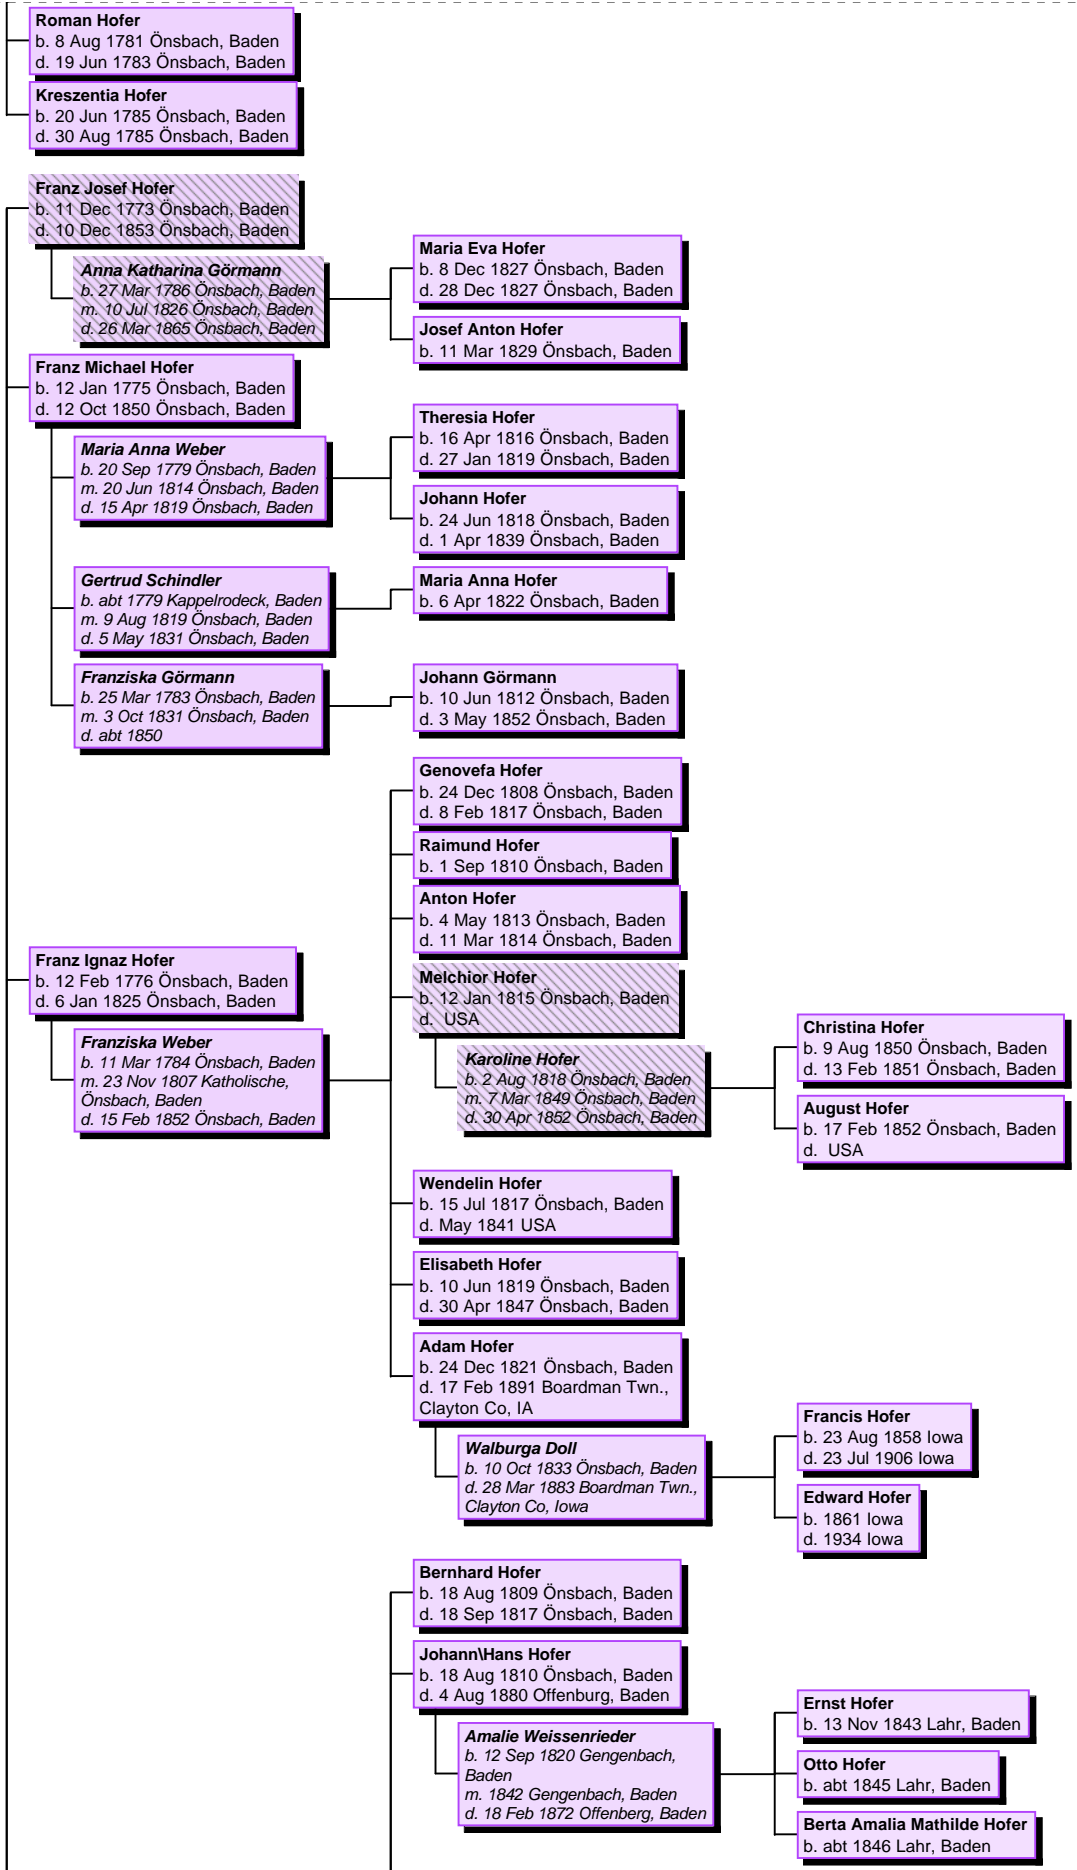 Roman Hofer
b. 8 Aug 1781 Önsbach, Baden
d. 19 Jun 1783 Önsbach, Baden
Kreszentia Hofer
b. 20 Jun 1785 Önsbach, Baden
d. 30 Aug 1785 Önsbach, Baden
Franz Josef Hofer
b. 11 Dec 1773 Önsbach, Baden
d. 10 Dec 1853 Önsbach, Baden
Anna Katharina Görmann
b. 27 Mar 1786 Önsbach, Baden
m. 10 Jul 1826 Önsbach, Baden
d. 26 Mar 1865 Önsbach, Baden
Maria Eva Hofer
b. 8 Dec 1827 Önsbach, Baden
d. 28 Dec 1827 Önsbach, Baden
Josef Anton Hofer
b. 11 Mar 1829 Önsbach, Baden
Franz Michael Hofer
b. 12 Jan 1775 Önsbach, Baden
d. 12 Oct 1850 Önsbach, Baden
Maria Anna Weber
b. 20 Sep 1779 Önsbach, Baden
m. 20 Jun 1814 Önsbach, Baden
d. 15 Apr 1819 Önsbach, Baden
Theresia Hofer
b. 16 Apr 1816 Önsbach, Baden
d. 27 Jan 1819 Önsbach, Baden
Johann Hofer
b. 24 Jun 1818 Önsbach, Baden
d. 1 Apr 1839 Önsbach, Baden
Gertrud Schindler
b. abt 1779 Kappelrodeck, Baden
m. 9 Aug 1819 Önsbach, Baden
d. 5 May 1831 Önsbach, Baden
Maria Anna Hofer
b. 6 Apr 1822 Önsbach, Baden
Franziska Görmann
b. 25 Mar 1783 Önsbach, Baden
m. 3 Oct 1831 Önsbach, Baden
d. abt 1850
Johann Görmann
b. 10 Jun 1812 Önsbach, Baden
d. 3 May 1852 Önsbach, Baden
Franz Ignaz Hofer
b. 12 Feb 1776 Önsbach, Baden
d. 6 Jan 1825 Önsbach, Baden
Franziska Weber
b. 11 Mar 1784 Önsbach, Baden
m. 23 Nov 1807 Katholische,
Önsbach, Baden
d. 15 Feb 1852 Önsbach, Baden
Genovefa Hofer
b. 24 Dec 1808 Önsbach, Baden
d. 8 Feb 1817 Önsbach, Baden
Raimund Hofer
b. 1 Sep 1810 Önsbach, Baden
Anton Hofer
b. 4 May 1813 Önsbach, Baden
d. 11 Mar 1814 Önsbach, Baden
Melchior Hofer
b. 12 Jan 1815 Önsbach, Baden
d.  USA
Karoline Hofer
b. 2 Aug 1818 Önsbach, Baden
m. 7 Mar 1849 Önsbach, Baden
d. 30 Apr 1852 Önsbach, Baden
Christina Hofer
b. 9 Aug 1850 Önsbach, Baden
d. 13 Feb 1851 Önsbach, Baden
August Hofer
b. 17 Feb 1852 Önsbach, Baden
d.  USA
Wendelin Hofer
b. 15 Jul 1817 Önsbach, Baden
d. May 1841 USA
Elisabeth Hofer
b. 10 Jun 1819 Önsbach, Baden
d. 30 Apr 1847 Önsbach, Baden
Adam Hofer
b. 24 Dec 1821 Önsbach, Baden
d. 17 Feb 1891 Boardman Twn.,
Clayton Co, IA
Walburga Doll
b. 10 Oct 1833 Önsbach, Baden
d. 28 Mar 1883 Boardman Twn.,
Clayton Co, Iowa
Francis Hofer
b. 23 Aug 1858 Iowa
d. 23 Jul 1906 Iowa
Edward Hofer
b. 1861 Iowa
d. 1934 Iowa
Bernhard Hofer
b. 18 Aug 1809 Önsbach, Baden
d. 18 Sep 1817 Önsbach, Baden
Johann\Hans Hofer
b. 18 Aug 1810 Önsbach, Baden
d. 4 Aug 1880 Offenburg, Baden
Amalie Weissenrieder
b. 12 Sep 1820 Gengenbach,
Baden
m. 1842 Gengenbach, Baden
d. 18 Feb 1872 Offenberg, Baden
Ernst Hofer
b. 13 Nov 1843 Lahr, Baden
Otto Hofer
b. abt 1845 Lahr, Baden
Berta Amalia Mathilde Hofer
b. abt 1846 Lahr, Baden